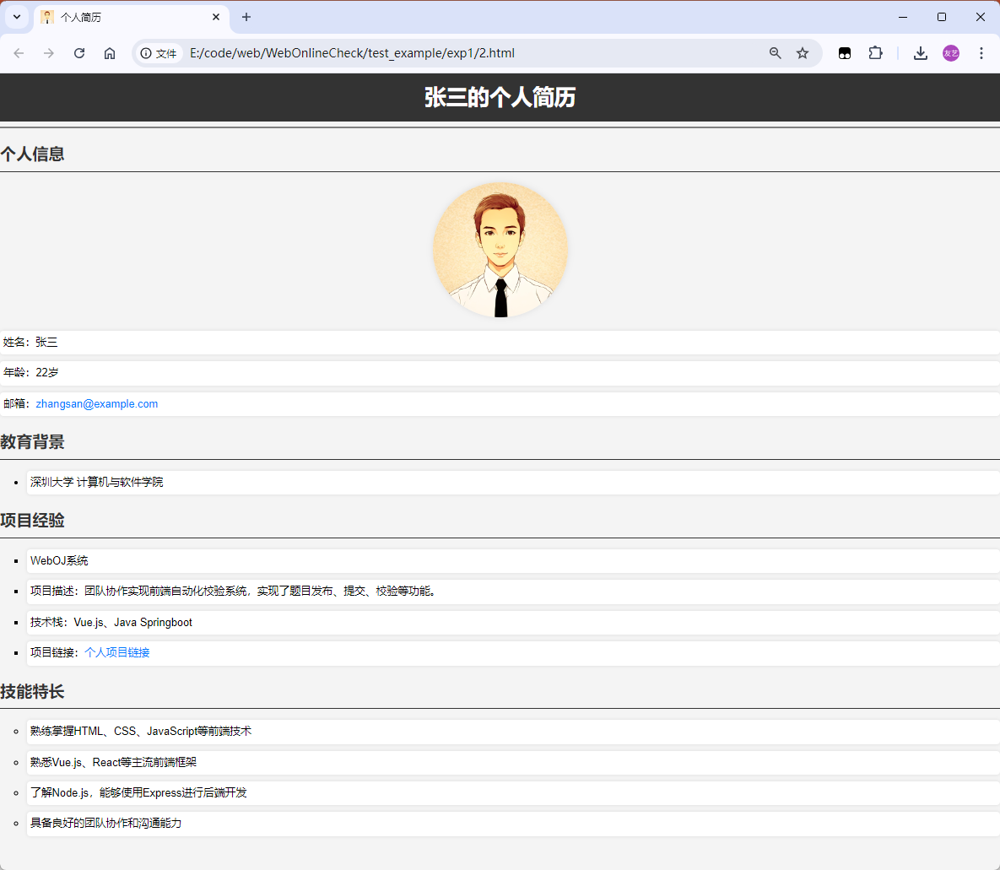 个人简历
文件
E:/code/web/WebOnlineCheck/test_example/exp1/2.html
友艺
张三的个人简历
个人信息
姓名：张三
年龄：22岁
邮箱：zhangsan@example.com
教育背景
深圳大学 计算机与软件学院
项目经验
WebOJ系统
项目描述：团队协作实现前端自动化校验系统，实现了题目发布、提交、校验等功能。
技术栈：Vue.js、Java Springboot
项目链接：个人项目链接
技能特长
熟练掌握HTML、CSS、JavaScript等前端技术
熟悉Vue.js、React等主流前端框架
了解Node.js，能够使用Express进行后端开发
具备良好的团队协作和沟通能力